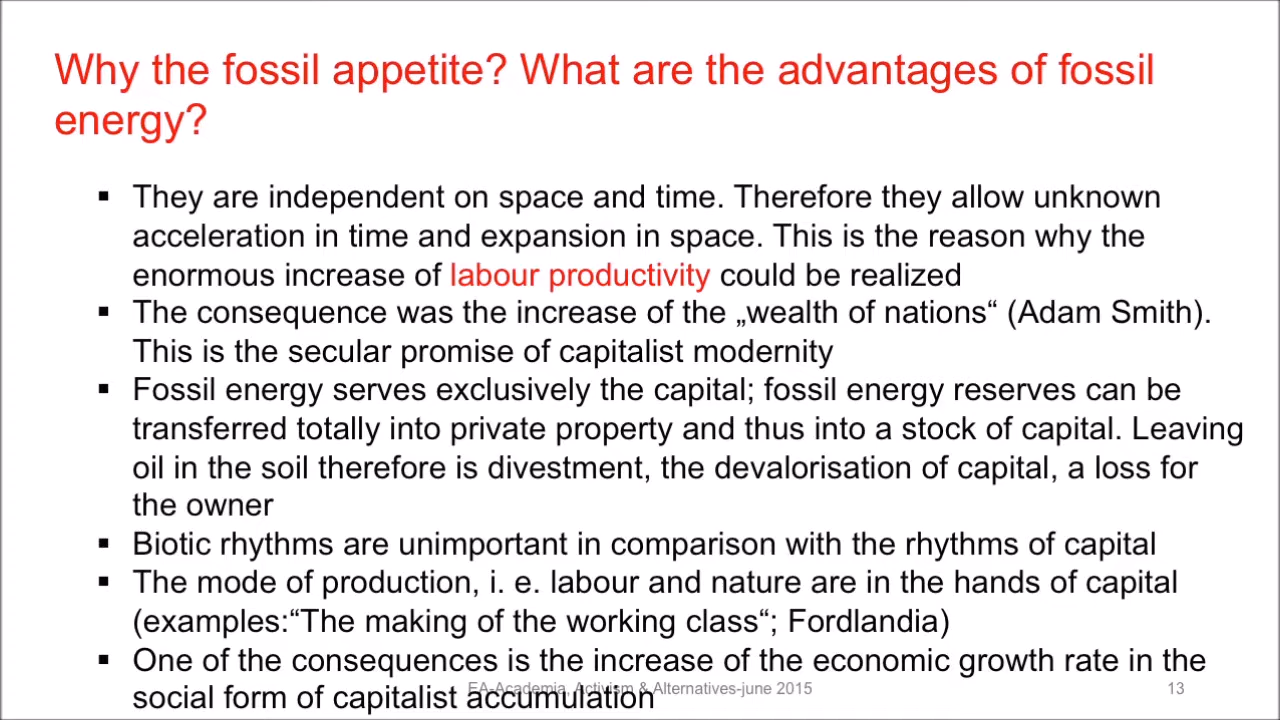 Why the fossil appetite? What are the advantages of fossil
energy?
▪ They are independent on space and time. Therefore they allow unknown
acceleration in time and expansion in space. This is the reason why the
enormous increase of labour productivity could be realized
▪ The consequence was the increase of the „wealth of nations“ (Adam Smith).
This is the secular promise of capitalist modernity
▪ Fossil energy serves exclusively the capital; fossil energy reserves can be
transferred totally into private property and thus into a stock of capital. Leaving
oil in the soil therefore is divestment, the devalorisation of capital, a loss for
the owner
▪ Biotic rhythms are unimportant in comparison with the rhythms of capital
▪ The mode of production, i. e. labour and nature are in the hands of capital
(examples:“The making of the working class“; Fordlandia)
▪ One of the consequences is the increase of the economic growth rate in the
social form of capitalist accumulation
EA-Academia, Activism & Alternatives-june 2015
13